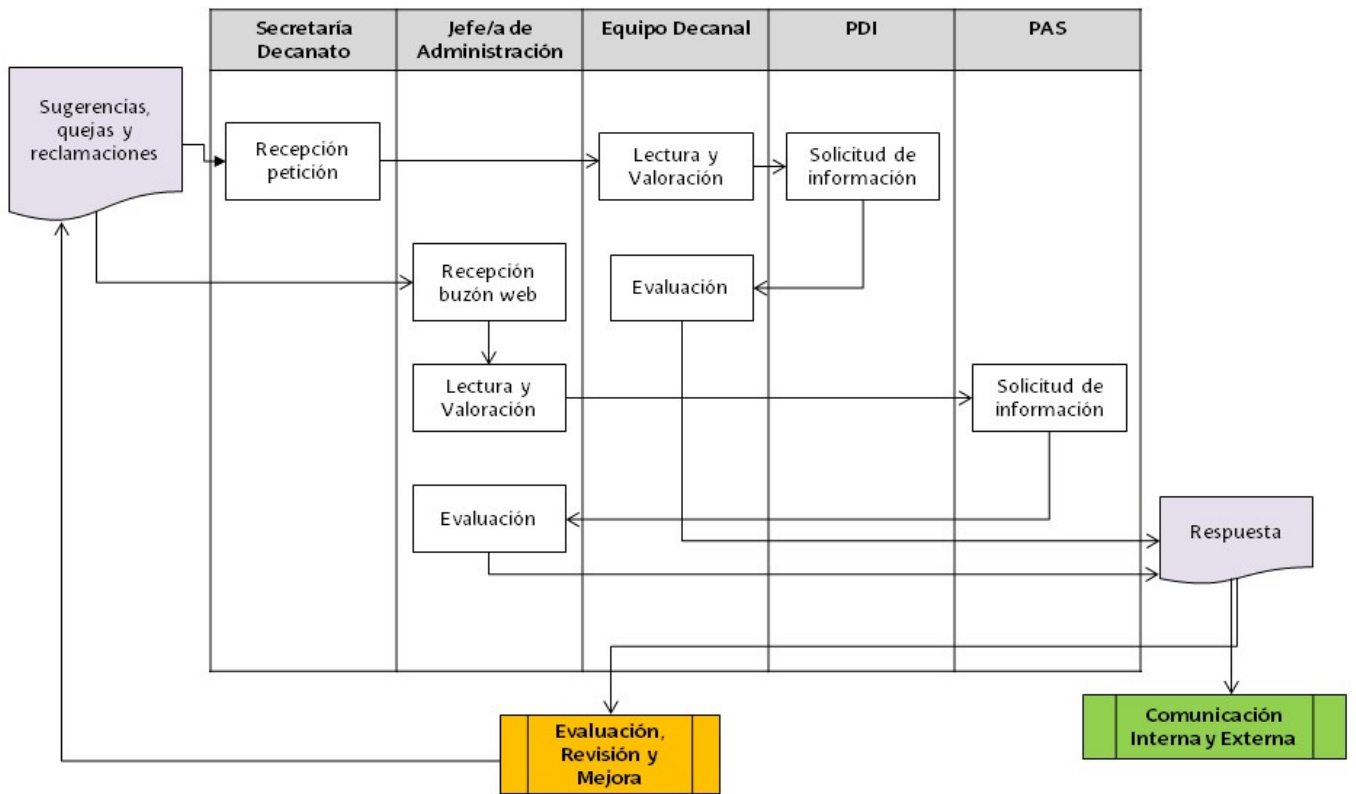 Secretaría
Decanato
Jefe/a de
Administración
Equipo Decanal
PDI
PAS
Sugerencias,
quejas y
reclamaciones
Recepción
petición
Lectura y
Valoración
Solicitud de
información
Recepción
buzón web
Evaluación
Lectura y
Valoración
Solicitud de
información
Evaluación
Respuesta
Evaluación,
Revisión y
Mejora
Comunicación
Interna y Externa